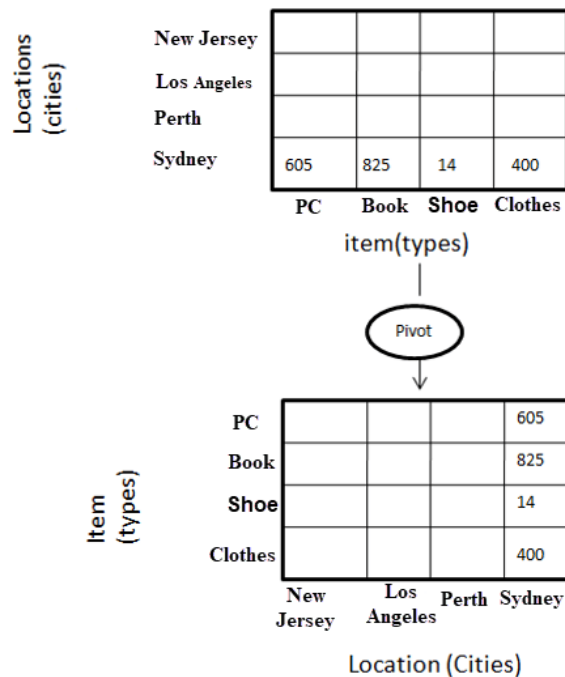 Locations
(cities)
New Jersey
Los Angeles
Perth
Sydney
605 825 14 400
PC Book Shoe Clothes
item(types)
Pivot
Item
(types)
PC 605
Book 825
Shoe 14
Clothes 400
New Jersey Los Angeles Perth Sydney
Location (Cities)